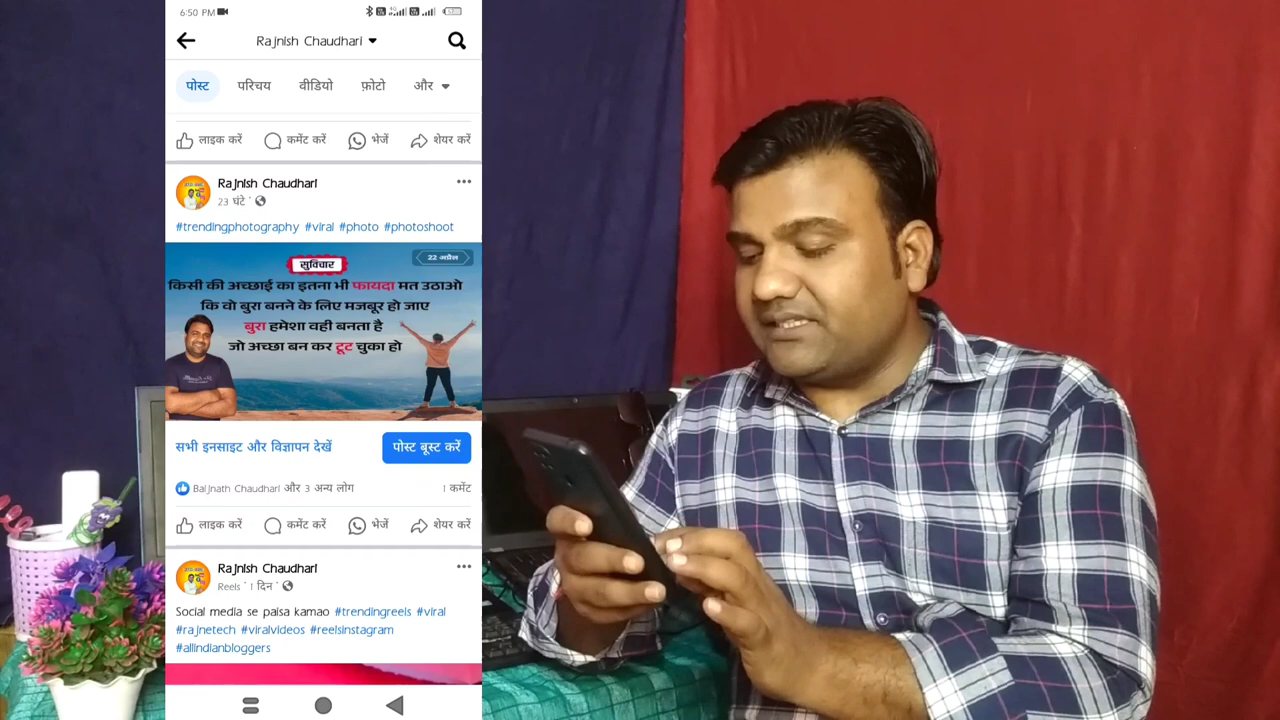 6:50 PM
Rajnish Chaudhari
पोस्ट परिचय वीडियो फ़ोटो और
लाइक करें कमेंट करें भेजें शेयर करें
Rajnish Chaudhari
23 घंटे
#trendingphotography #viral #photo #photoshoot
22 अप्रैल
सुविचार
किसी की अच्छाई का इतना भी फायदा मत उठाओ
कि वो बुरा बनने के लिए मजबूर हो जाए
बुरा हमेशा वही बनता है
जो अच्छा बन कर टूट चुका हो
सभी इनसाइट और विज्ञापन देखें पोस्ट बूस्ट करें
Baijnath Chaudhari और 3 अन्य लोग 1 कमेंट
लाइक करें कमेंट करें भेजें शेयर करें
Rajnish Chaudhari
Reels 1 दिन
Social media se paisa kamao #trendingreels #viral
#rajnetech #viralvideos #reelsinstagram
#allindianbloggers